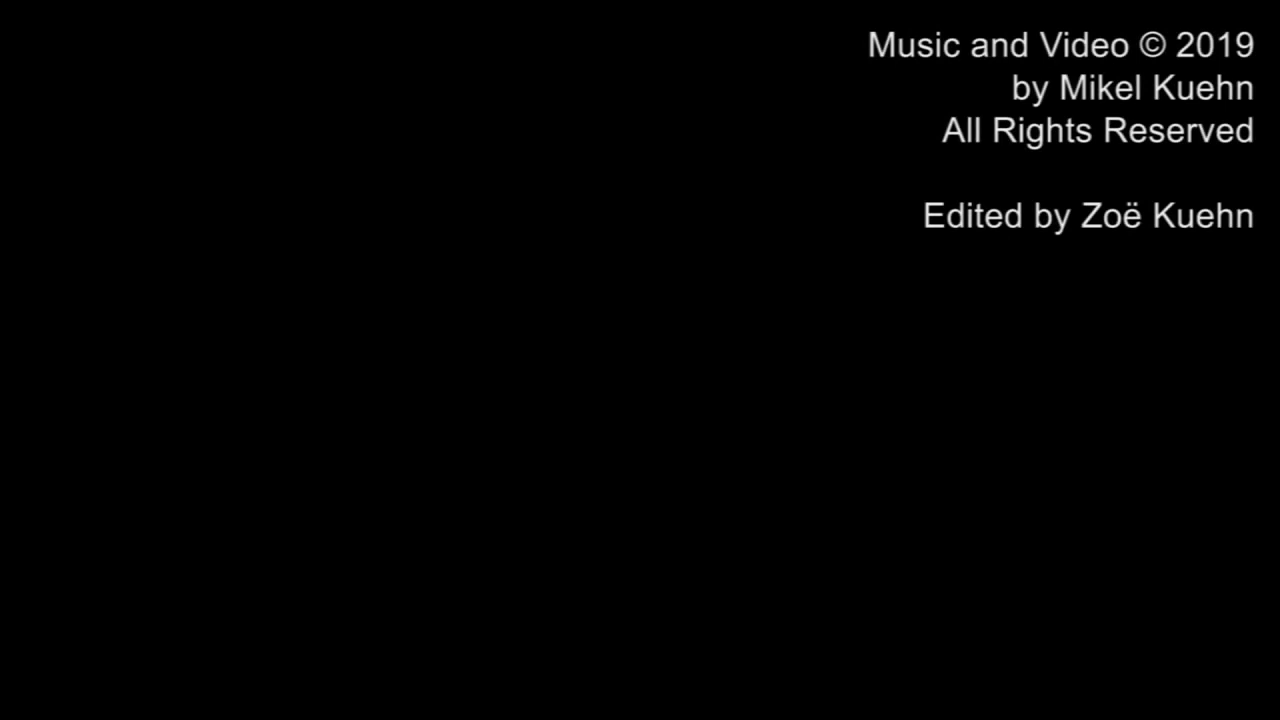 Music and Video © 2019
by Mikel Kuehn
All Rights Reserved
Edited by Zoë Kuehn